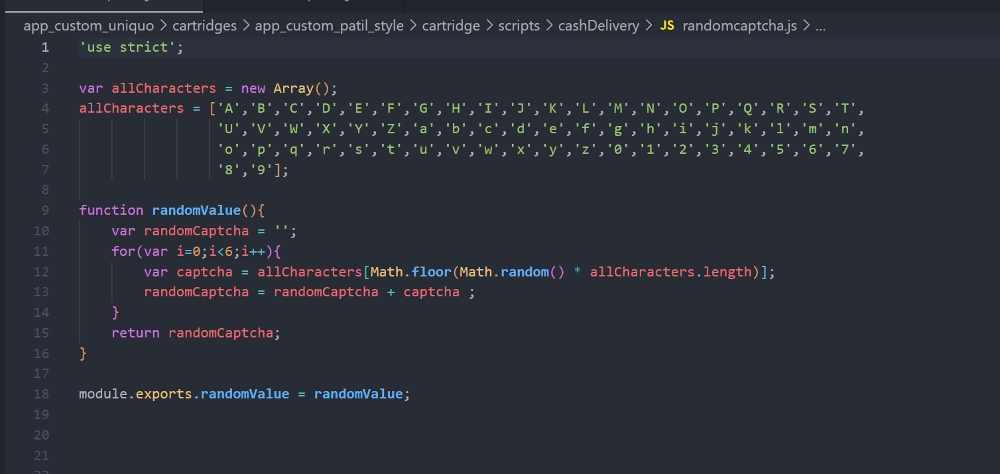 app_custom_uniquo > cartridges > app_custom_patil_style > cartridge > scripts > cashDelivery > JS randomcaptcha.js > ...
1 'use strict';
2
3 var allCharacters = new Array();
4 allCharacters = ['A','B','C','D','E','F','G','H','I','J','K','L','M','N','O','P','Q','R','S','T',
5 'U','V','W','X','Y','Z','a','b','c','d','e','f','g','h','i','j','k','l','m','n',
6 'o','p','q','r','s','t','u','v','w','x','y','z','0','1','2','3','4','5','6','7',
7 '8','9'];
8
9 function randomValue(){
10 var randomCaptcha = '';
11 for(var i=0;i<6;i++){
12 var captcha = allCharacters[Math.floor(Math.random() * allCharacters.length)];
13 randomCaptcha = randomCaptcha + captcha ;
14 }
15 return randomCaptcha;
16 }
17
18 module.exports.randomValue = randomValue;
19
20
21